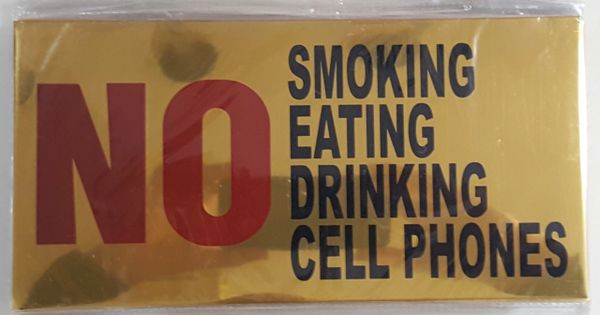 NO
SMOKING
EATING
DRINKING
CELL PHONES